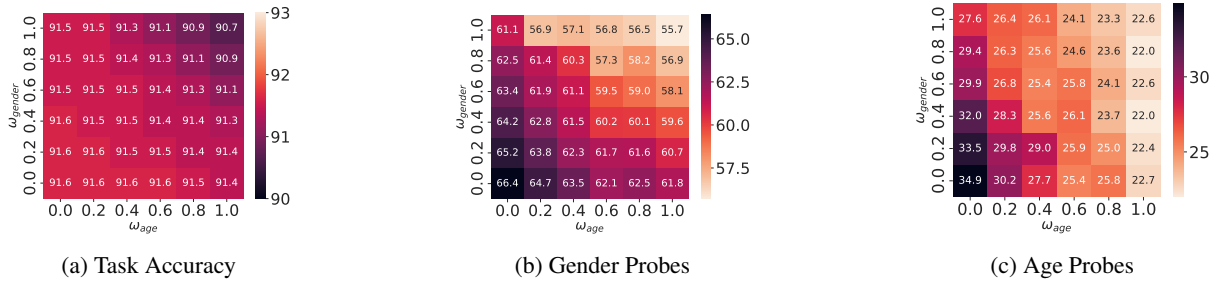 ω_gender
1.0 91.5 91.5 91.3 91.1 90.9 90.7
0.8 91.5 91.5 91.4 91.3 91.1 90.9
0.6 91.5 91.5 91.5 91.4 91.3 91.1
0.4 91.6 91.5 91.5 91.4 91.4 91.3
0.2 91.6 91.6 91.5 91.5 91.4 91.4
0.0 91.6 91.6 91.6 91.6 91.5 91.4
0.0 0.2 0.4 0.6 0.8 1.0
ω_age
93
92
91
90
(a) Task Accuracy
ω_gender
1.0 61.1 56.9 57.1 56.8 56.5 55.7
0.8 62.5 61.4 60.3 57.3 58.2 56.9
0.6 63.4 61.9 61.1 59.5 59.0 58.1
0.4 64.2 62.8 61.5 60.2 60.1 59.6
0.2 65.2 63.8 62.3 61.7 61.6 60.7
0.0 66.4 64.7 63.5 62.1 62.5 61.8
0.0 0.2 0.4 0.6 0.8 1.0
ω_age
65.0
62.5
60.0
57.5
(b) Gender Probes
ω_gender
1.0 27.6 26.4 26.1 24.1 23.3 22.6
0.8 29.4 26.3 25.6 24.6 23.6 22.0
0.6 29.9 26.8 25.4 25.8 24.1 22.6
0.4 32.0 28.3 25.6 26.1 23.7 22.0
0.2 33.5 29.8 29.0 25.9 25.0 22.4
0.0 34.9 30.2 27.7 25.4 25.8 22.7
0.0 0.2 0.4 0.6 0.8 1.0
ω_age
30
25
(c) Age Probes